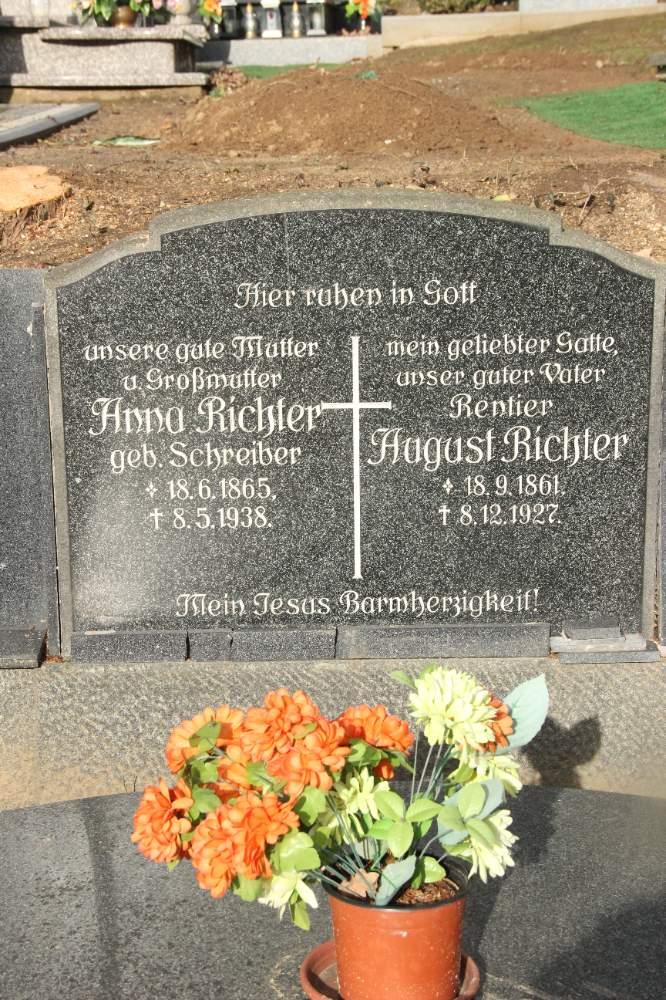 Hier ruhen in Gott
unsere gute Mutter
u. Großmutter
Anna Richter
geb. Schreiber
* 18.6.1865,
† 8.5.1938.
mein geliebter Gatte,
unser guter Vater
Rentier
August Richter
* 18.9.1861.
† 8.12.1927.
Mein Jesus Barmherzigkeit!